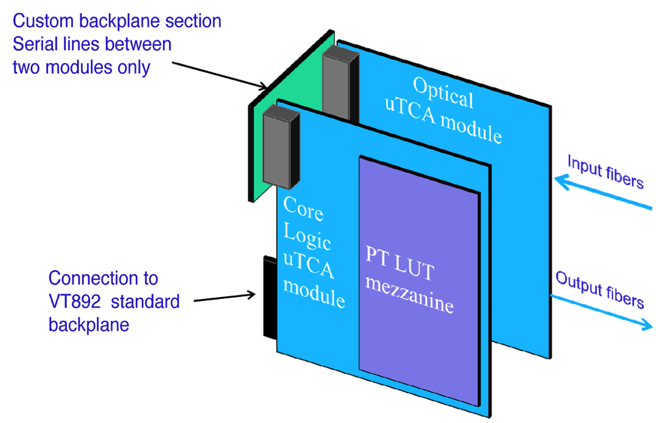 Custom backplane section
Serial lines between
two modules only
Optical
uTCA module
Input fibers
Core
Logic
uTCA
module
PT LUT
mezzanine
Connection to
VT892 standard
backplane
Output fibers